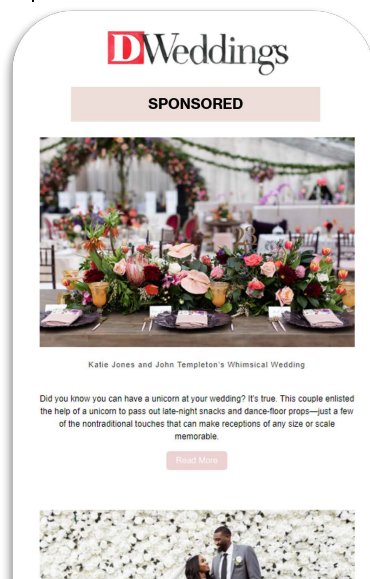 DWeddings
SPONSORED
Katie Jones and John Templeton's Whimsical Wedding
Did you know you can have a unicorn at your wedding? It's true. This couple enlisted
the help of a unicorn to pass out late-night snacks and dance-floor props—just a few
of the nontraditional touches that can make receptions of any size or scale
memorable.
Read More